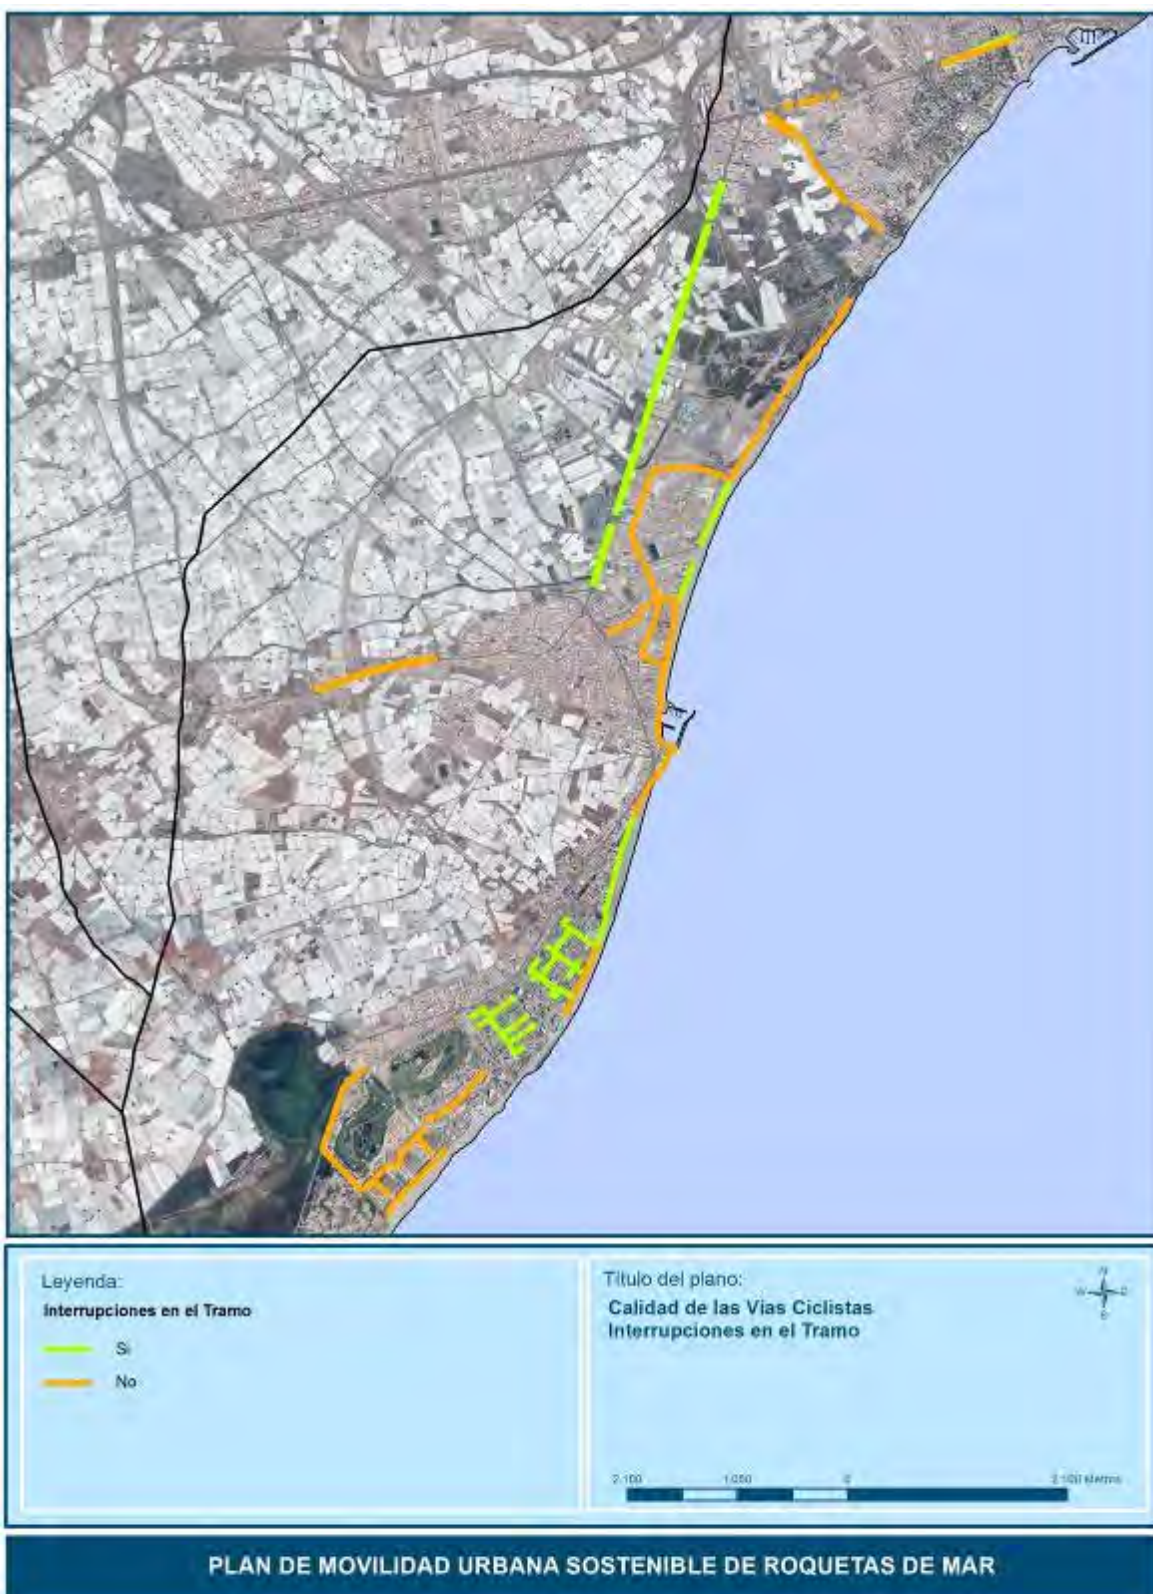 Leyenda:
Interrupciones en el Tramo
Si
No
Título del plano:
Calidad de las Vias Ciclistas
Interrupciones en el Tramo
N
W
E
S
2.100
1.050
0
2.100 Metros
PLAN DE MOVILIDAD URBANA SOSTENIBLE DE ROQUETAS DE MAR